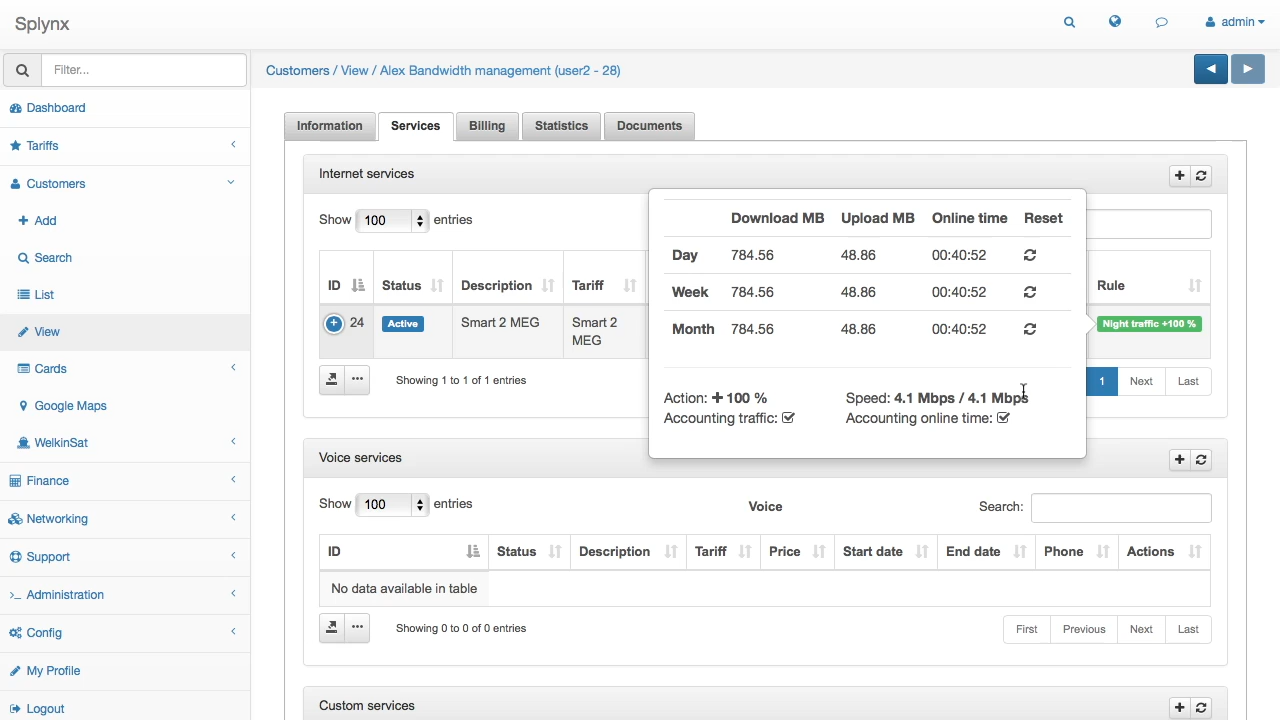 Splynx
admin
Filter...
Customers / View / Alex Bandwidth management (user2 - 28)
Dashboard
Tariffs
Customers
Add
Search
List
View
Cards
Google Maps
WelkinSat
Finance
Networking
Support
Administration
Config
My Profile
Logout
Information Services Billing Statistics Documents
Internet services
Show 100 entries
ID Status Description Tariff Rule
24 Active Smart 2 MEG Smart 2 MEG Night traffic +100 %
Showing 1 to 1 of 1 entries
1 Next Last
Download MB Upload MB Online time Reset
Day 784.56 48.86 00:40:52
Week 784.56 48.86 00:40:52
Month 784.56 48.86 00:40:52
Action: + 100 % Speed: 4.1 Mbps / 4.1 Mbps
Accounting traffic: Accounting online time:
Voice services
Show 100 entries Voice Search:
ID Status Description Tariff Price Start date End date Phone Actions
No data available in table
Showing 0 to 0 of 0 entries
First Previous Next Last
Custom services